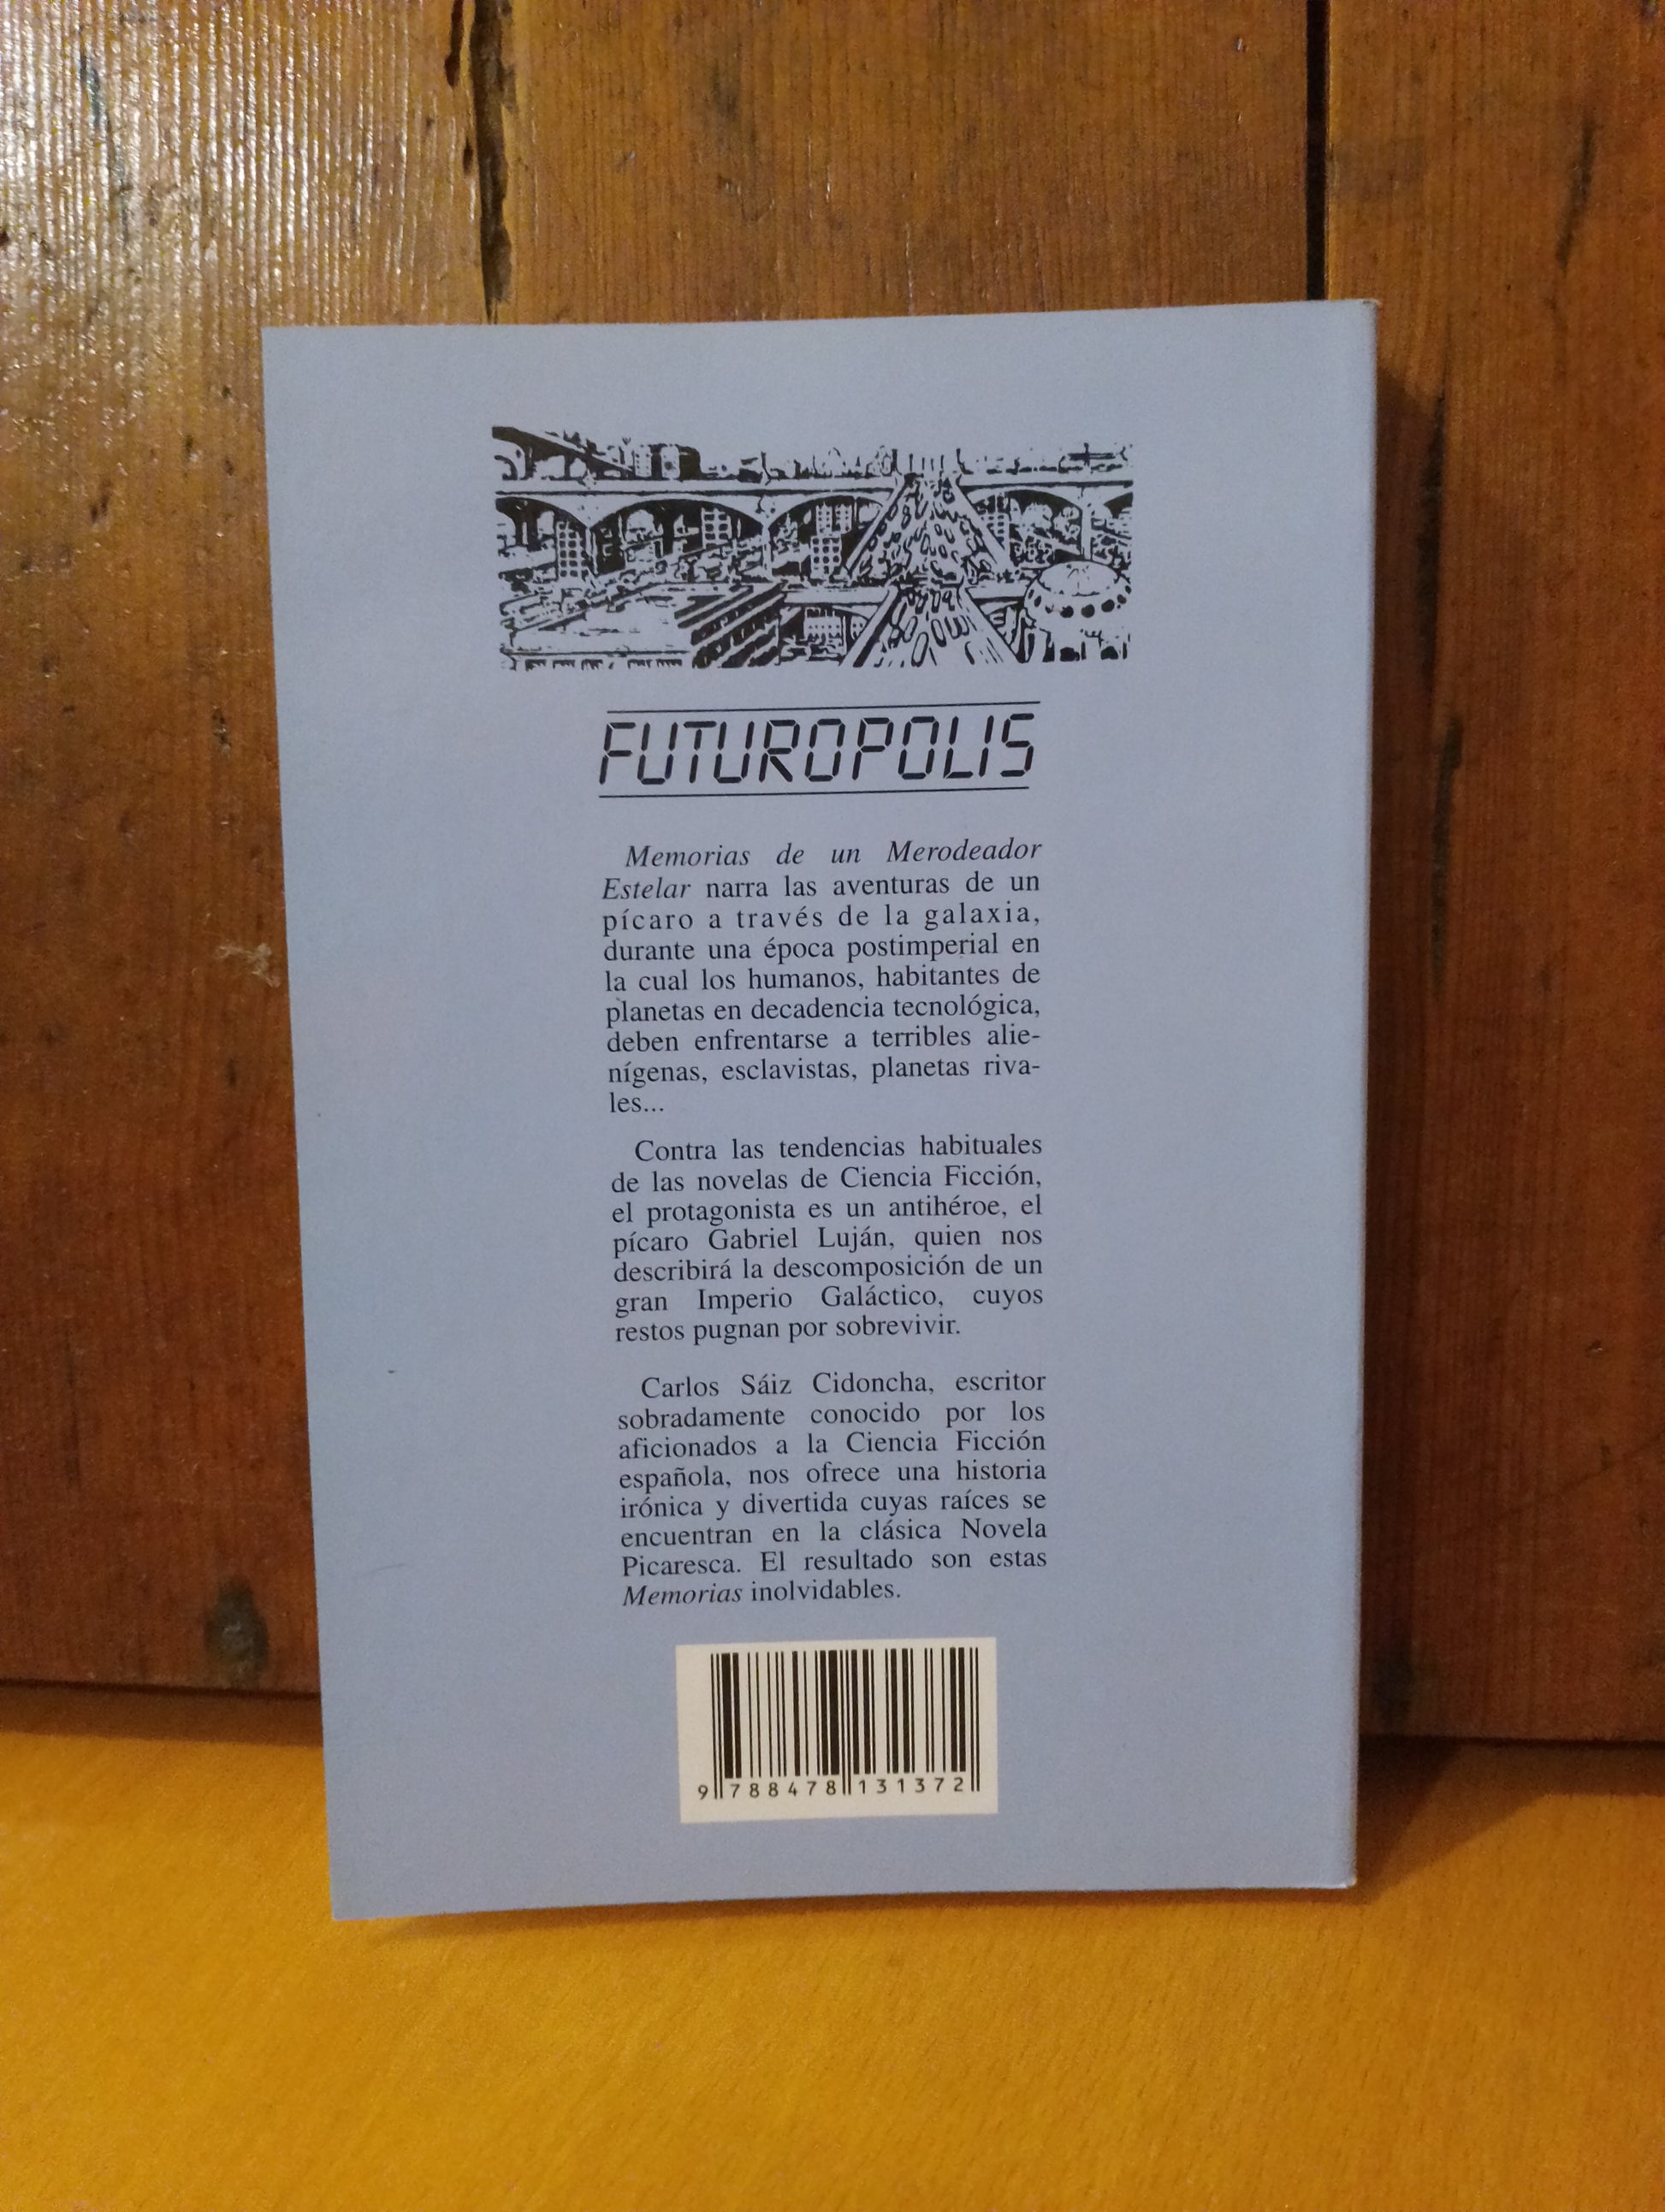 FUTUROPOLIS
Memorias de un Merodeador
Estelar narra las aventuras de un
pícaro a través de la galaxia,
durante una época postimperial en
la cual los humanos, habitantes de
planetas en decadencia tecnológica,
deben enfrentarse a terribles alie-
nígenas, esclavistas, planetas riva-
les...
Contra las tendencias habituales
de las novelas de Ciencia Ficción,
el protagonista es un antihéroe, el
pícaro Gabriel Luján, quien nos
describirá la descomposición de un
gran Imperio Galáctico, cuyos
restos pugnan por sobrevivir.
Carlos Sáiz Cidoncha, escritor
sobradamente conocido por los
aficionados a la Ciencia Ficción
española, nos ofrece una historia
irónica y divertida cuyas raíces se
encuentran en la clásica Novela
Picaresca. El resultado son estas
Memorias inolvidables.
9 788478 131372